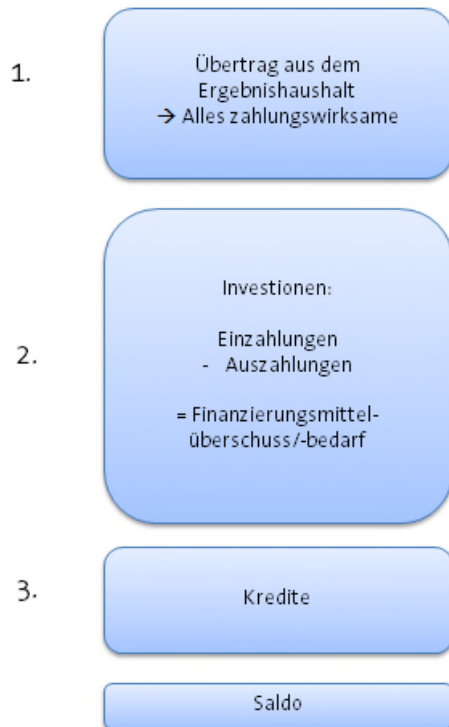 1.
Übertrag aus dem
Ergebnishaushalt
→ Alles zahlungswirksame
2.
Investionen:
Einzahlungen
- Auszahlungen
= Finanzierungsmittel-
überschuss/-bedarf
3.
Kredite
Saldo